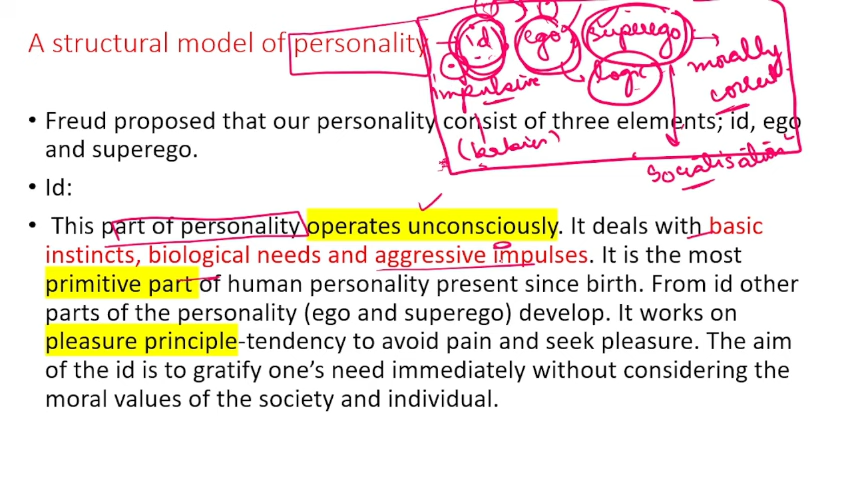 A structural model of personality
id ego superego
impulsive logic morally
correct
(babies)
socialisation
• Freud proposed that our personality consist of three elements; id, ego
and superego.
• Id:
• This part of personality operates unconsciously. It deals with basic
instincts, biological needs and aggressive impulses. It is the most
primitive part of human personality present since birth. From id other
parts of the personality (ego and superego) develop. It works on
pleasure principle-tendency to avoid pain and seek pleasure. The aim
of the id is to gratify one’s need immediately without considering the
moral values of the society and individual.